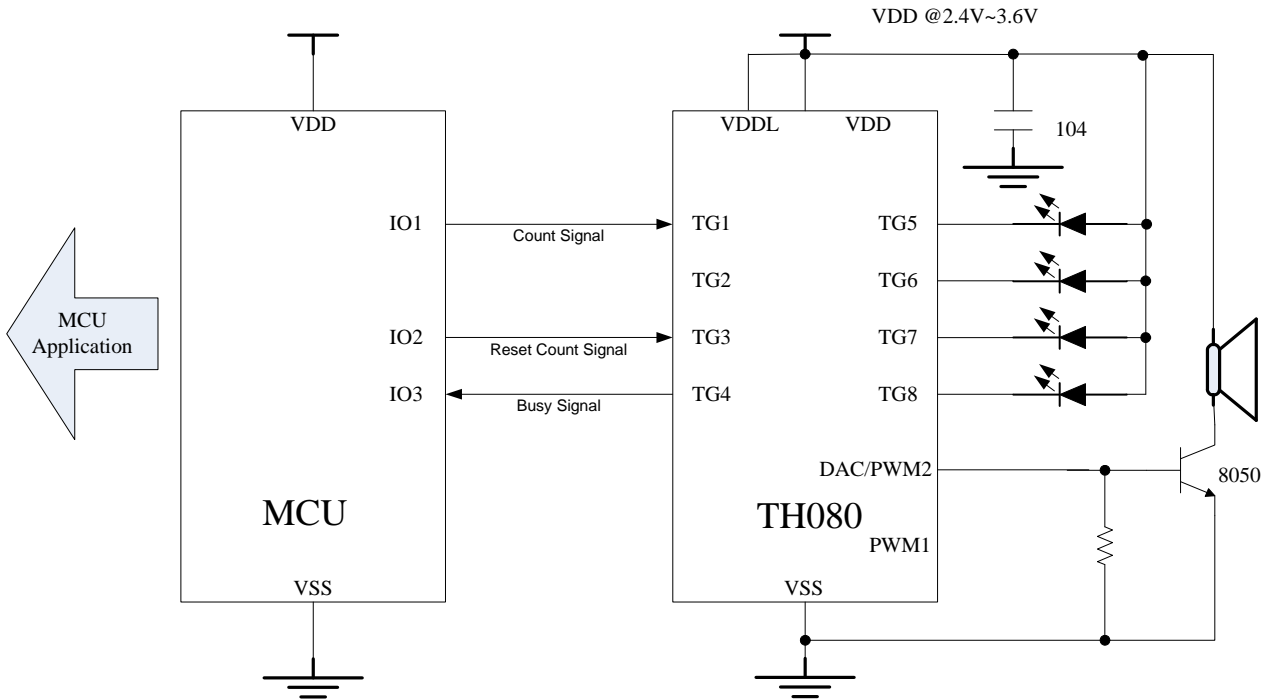 VDD @2.4V~3.6V
VDD
VDDL
VDD
104
IO1
Count Signal
TG1
TG5
TG2
TG6
MCU
Application
IO2
Reset Count Signal
TG3
TG7
IO3
Busy Signal
TG4
TG8
DAC/PWM2
8050
MCU
TH080
PWM1
VSS
VSS